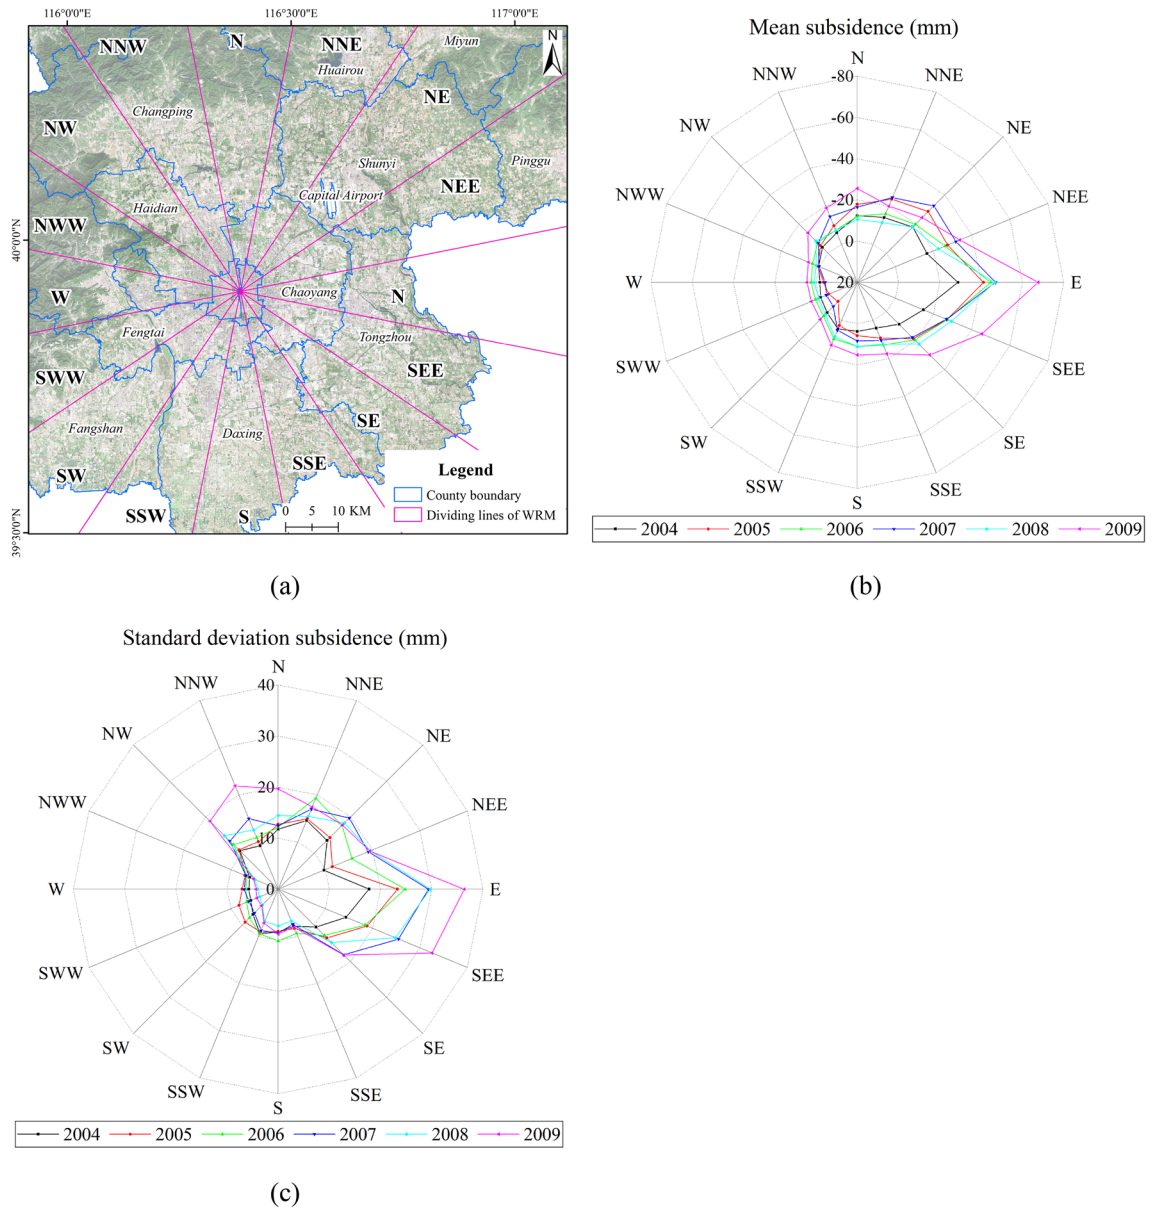 116°0'0"E 116°30'0"E 117°0'0"E
40°0'0"N
39°30'0"N
NNW N NNE Miyun N
Huairou
NE
Changping
NW
Shunyi Pinggu
NEE
Capital Airport
Haidian
NWW
W Chaoyang N
Fengtai Tongzhou
SWW SEE
Fangshan Daxing SE
SW SSE
SSW S
Legend
County boundary
Dividing lines of WRM
0 5 10 KM
(a)
Mean subsidence (mm)
N
NNW NNE
NW NE
NWW NEE
W E
SWW SEE
SW SE
SSW SSE
S
-80
-60
-40
-20
0
20
2004 2005 2006 2007 2008 2009
(b)
Standard deviation subsidence (mm)
N
NNW NNE
NW NE
NWW NEE
W E
SWW SEE
SW SE
SSW SSE
S
40
30
20
10
0
2004 2005 2006 2007 2008 2009
(c)